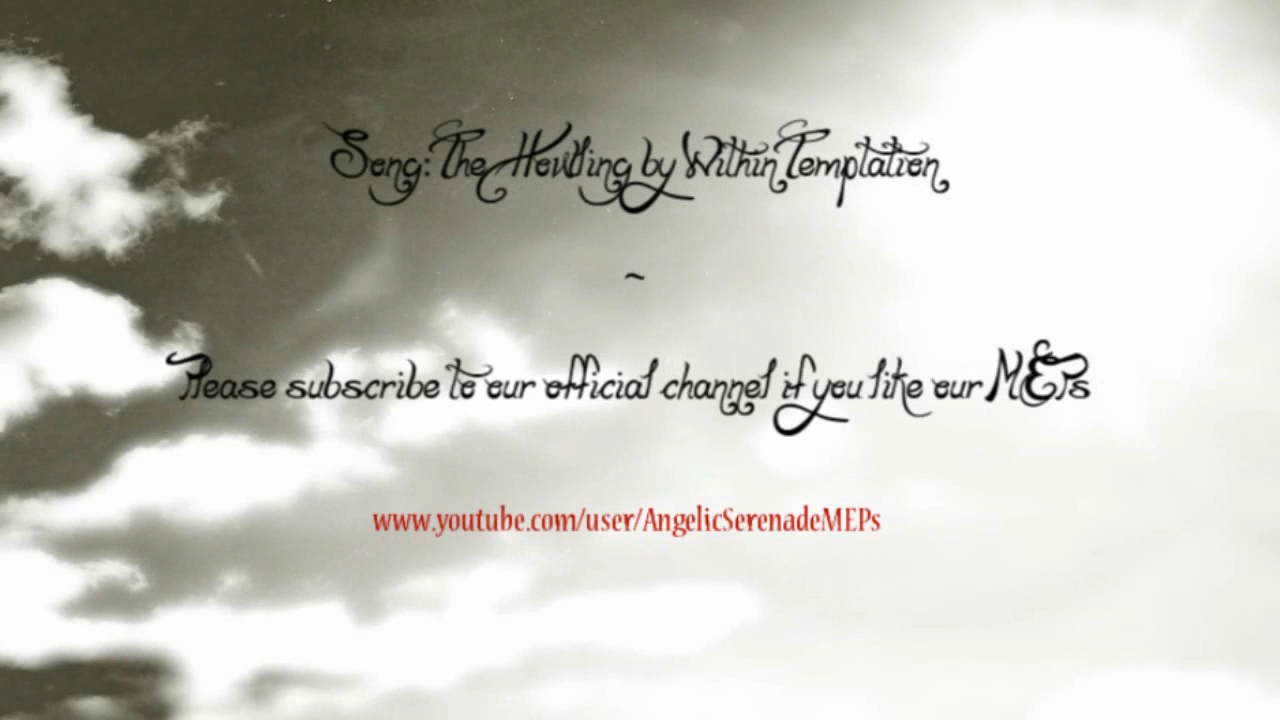 Song: The Howling by Within Temptation
~
Please subscribe to our official channel if you like our MEPs
www.youtube.com/user/AngelicSerenadeMEPs